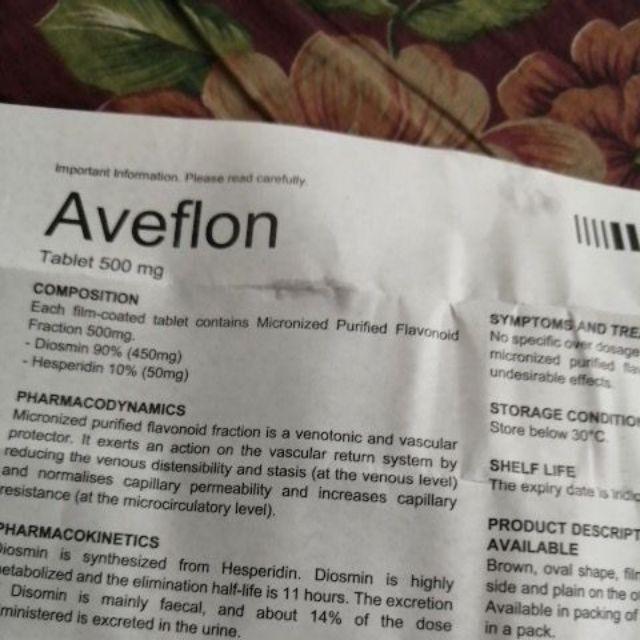 Important Information. Please read carefully.
Aveflon
Tablet 500 mg
COMPOSITION
Each film-coated tablet contains Micronized Purified Flavonoid
Fraction 500mg.
- Diosmin 90% (450mg)
- Hesperidin 10% (50mg)
PHARMACODYNAMICS
Micronized purified flavonoid fraction is a venotonic and vascular
protector. It exerts an action on the vascular return system by
reducing the venous distensibility and stasis (at the venous level)
and normalises capillary permeability and increases capillary
resistance (at the microcirculatory level).
PHARMACOKINETICS
Diosmin is synthesized from Hesperidin. Diosmin is highly
metabolized and the elimination half-life is 11 hours. The excretion
Disomin is mainly faecal, and about 14% of the dose
ministered is excreted in the urine.
SYMPTOMS AND TRE
No specific over dosage
micronized purified fla
undesirable effects.
STORAGE CONDITIO
Store below 30°C.
SHELF LIFE
The expiry date is indic
PRODUCT DESCRIPT
AVAILABLE
Brown, oval shape, fil
side and plain on the o
Available in packing of
in a pack.